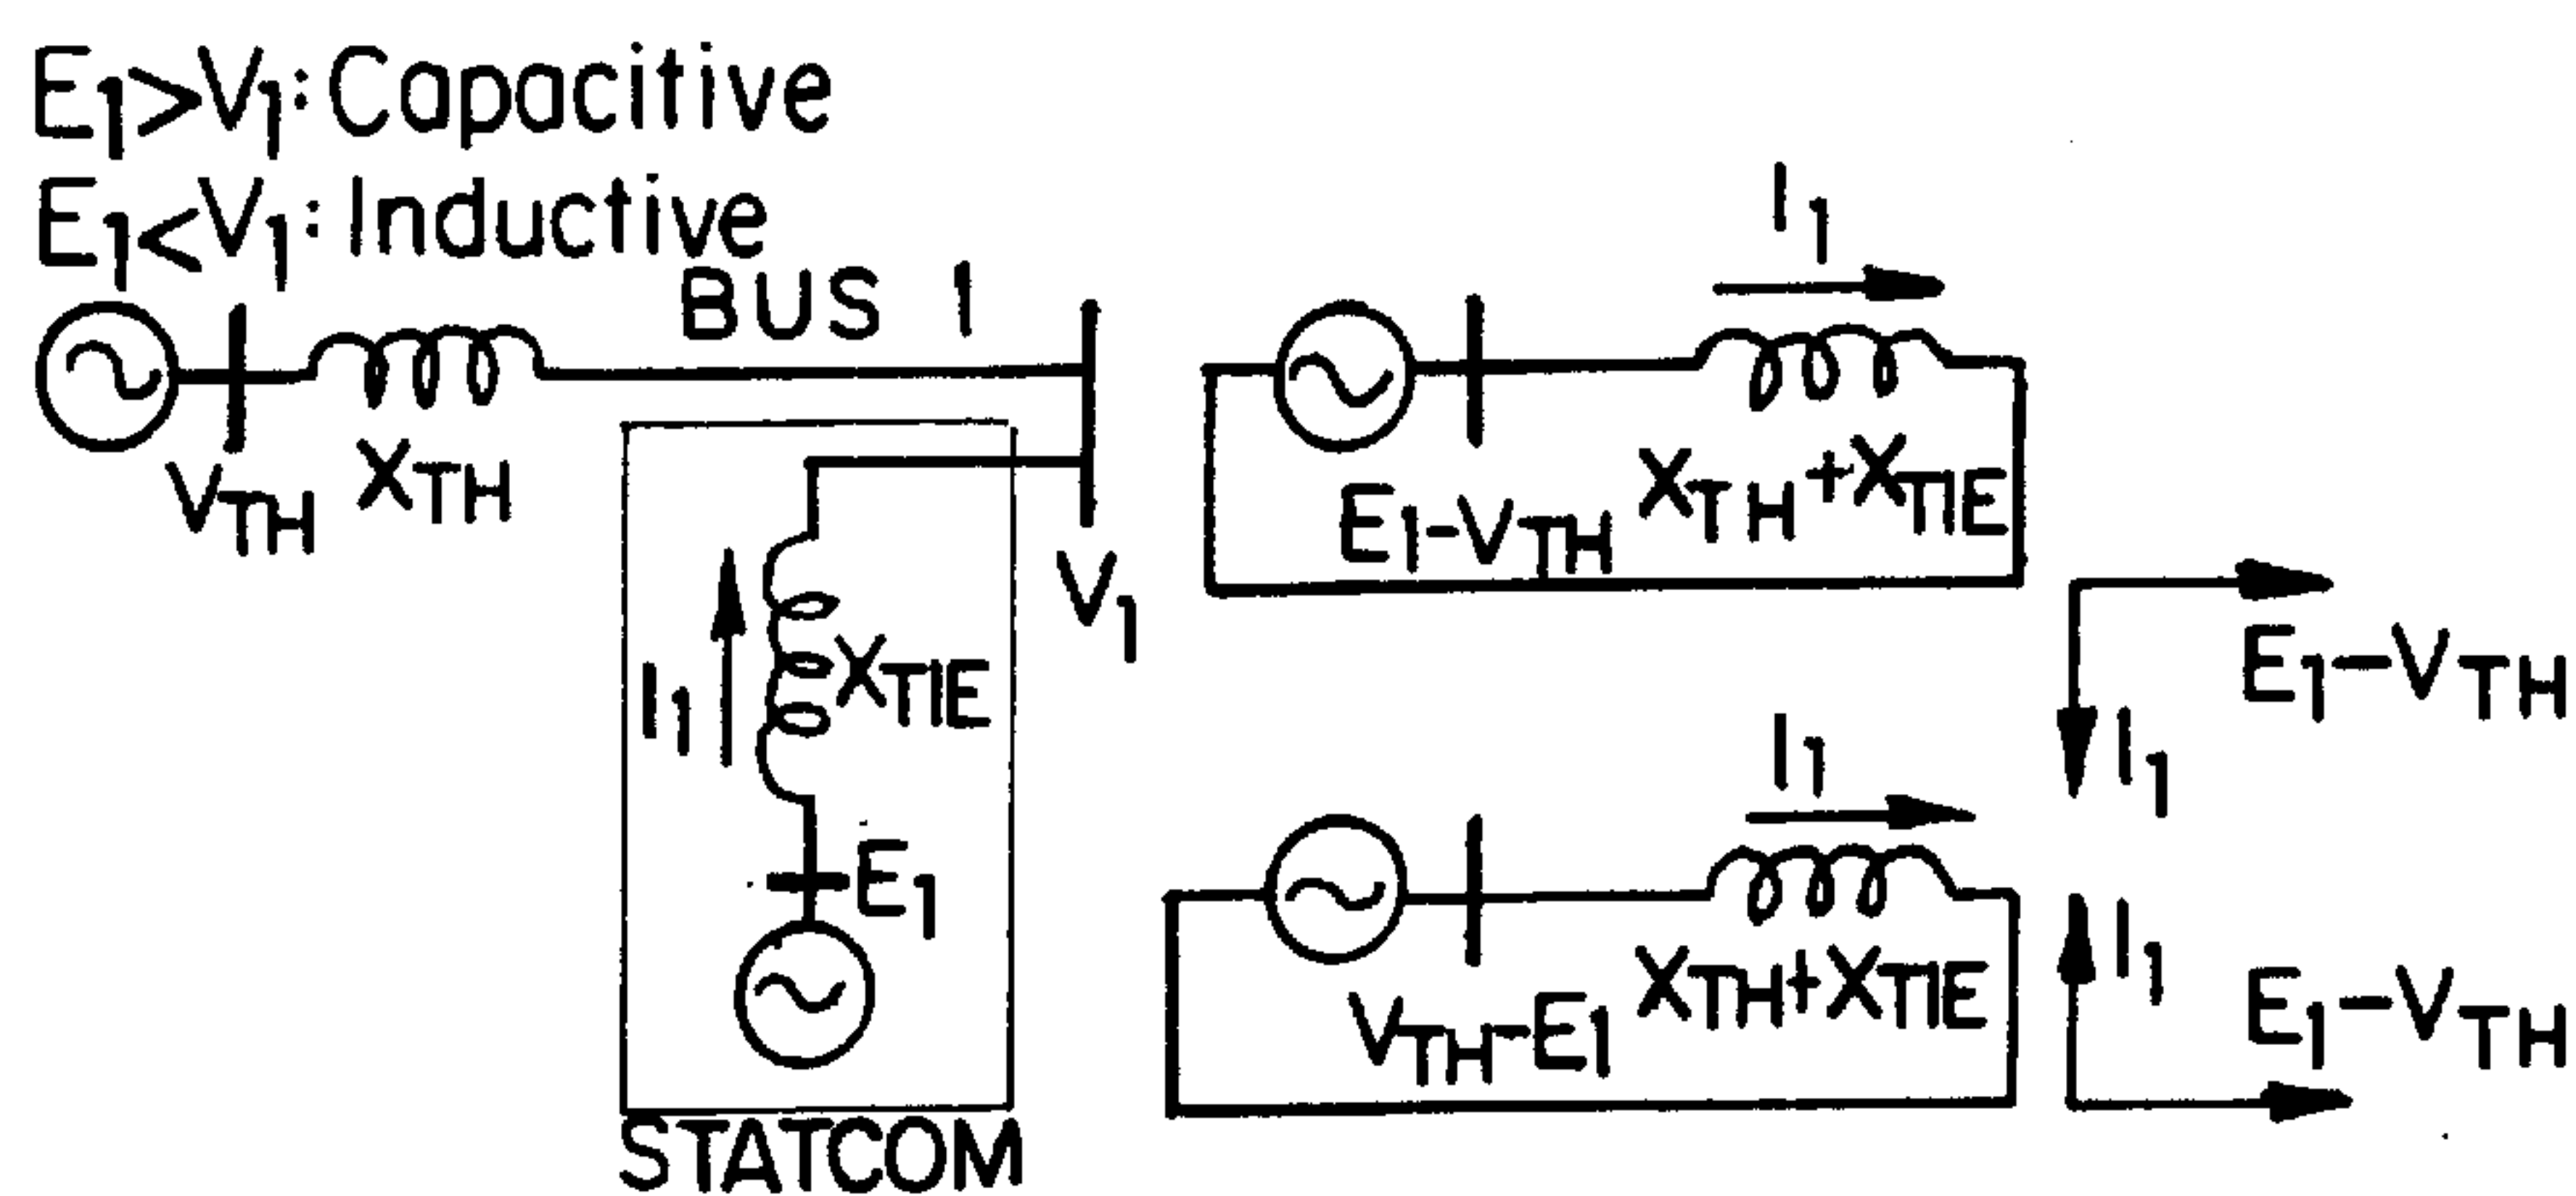 E1>V1: Capacitive
E1<V1: Inductive
BUS 1
VTH
XTH
V1
I1
XTIE
E1
STATCOM
I1
E1-VTH
XTH+XTIE
E1-VTH
I1
I1
VTH-E1
XTH+XTIE
I1
E1-VTH